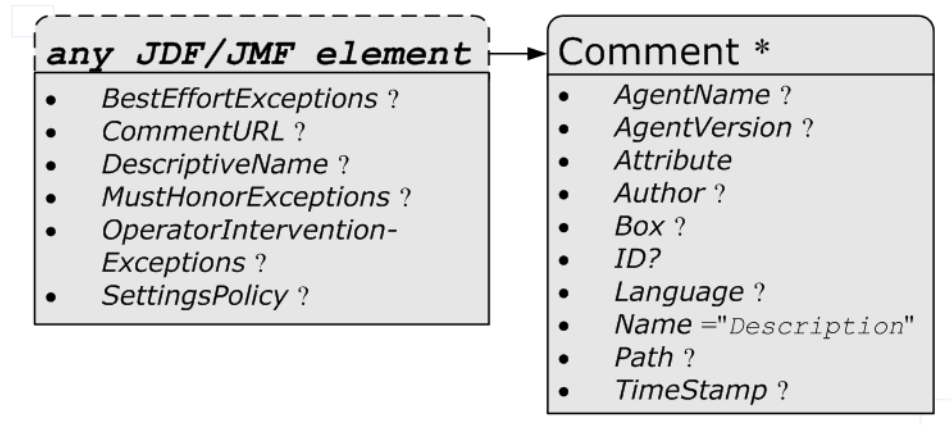 any JDF/JMF element
• BestEffortExceptions ?
• CommentURL ?
• DescriptiveName ?
• MustHonorExceptions ?
• OperatorIntervention-
Exceptions ?
• SettingsPolicy ?
Comment *
• AgentName ?
• AgentVersion ?
• Attribute
• Author ?
• Box ?
• ID?
• Language ?
• Name ="Description"
• Path ?
• TimeStamp ?